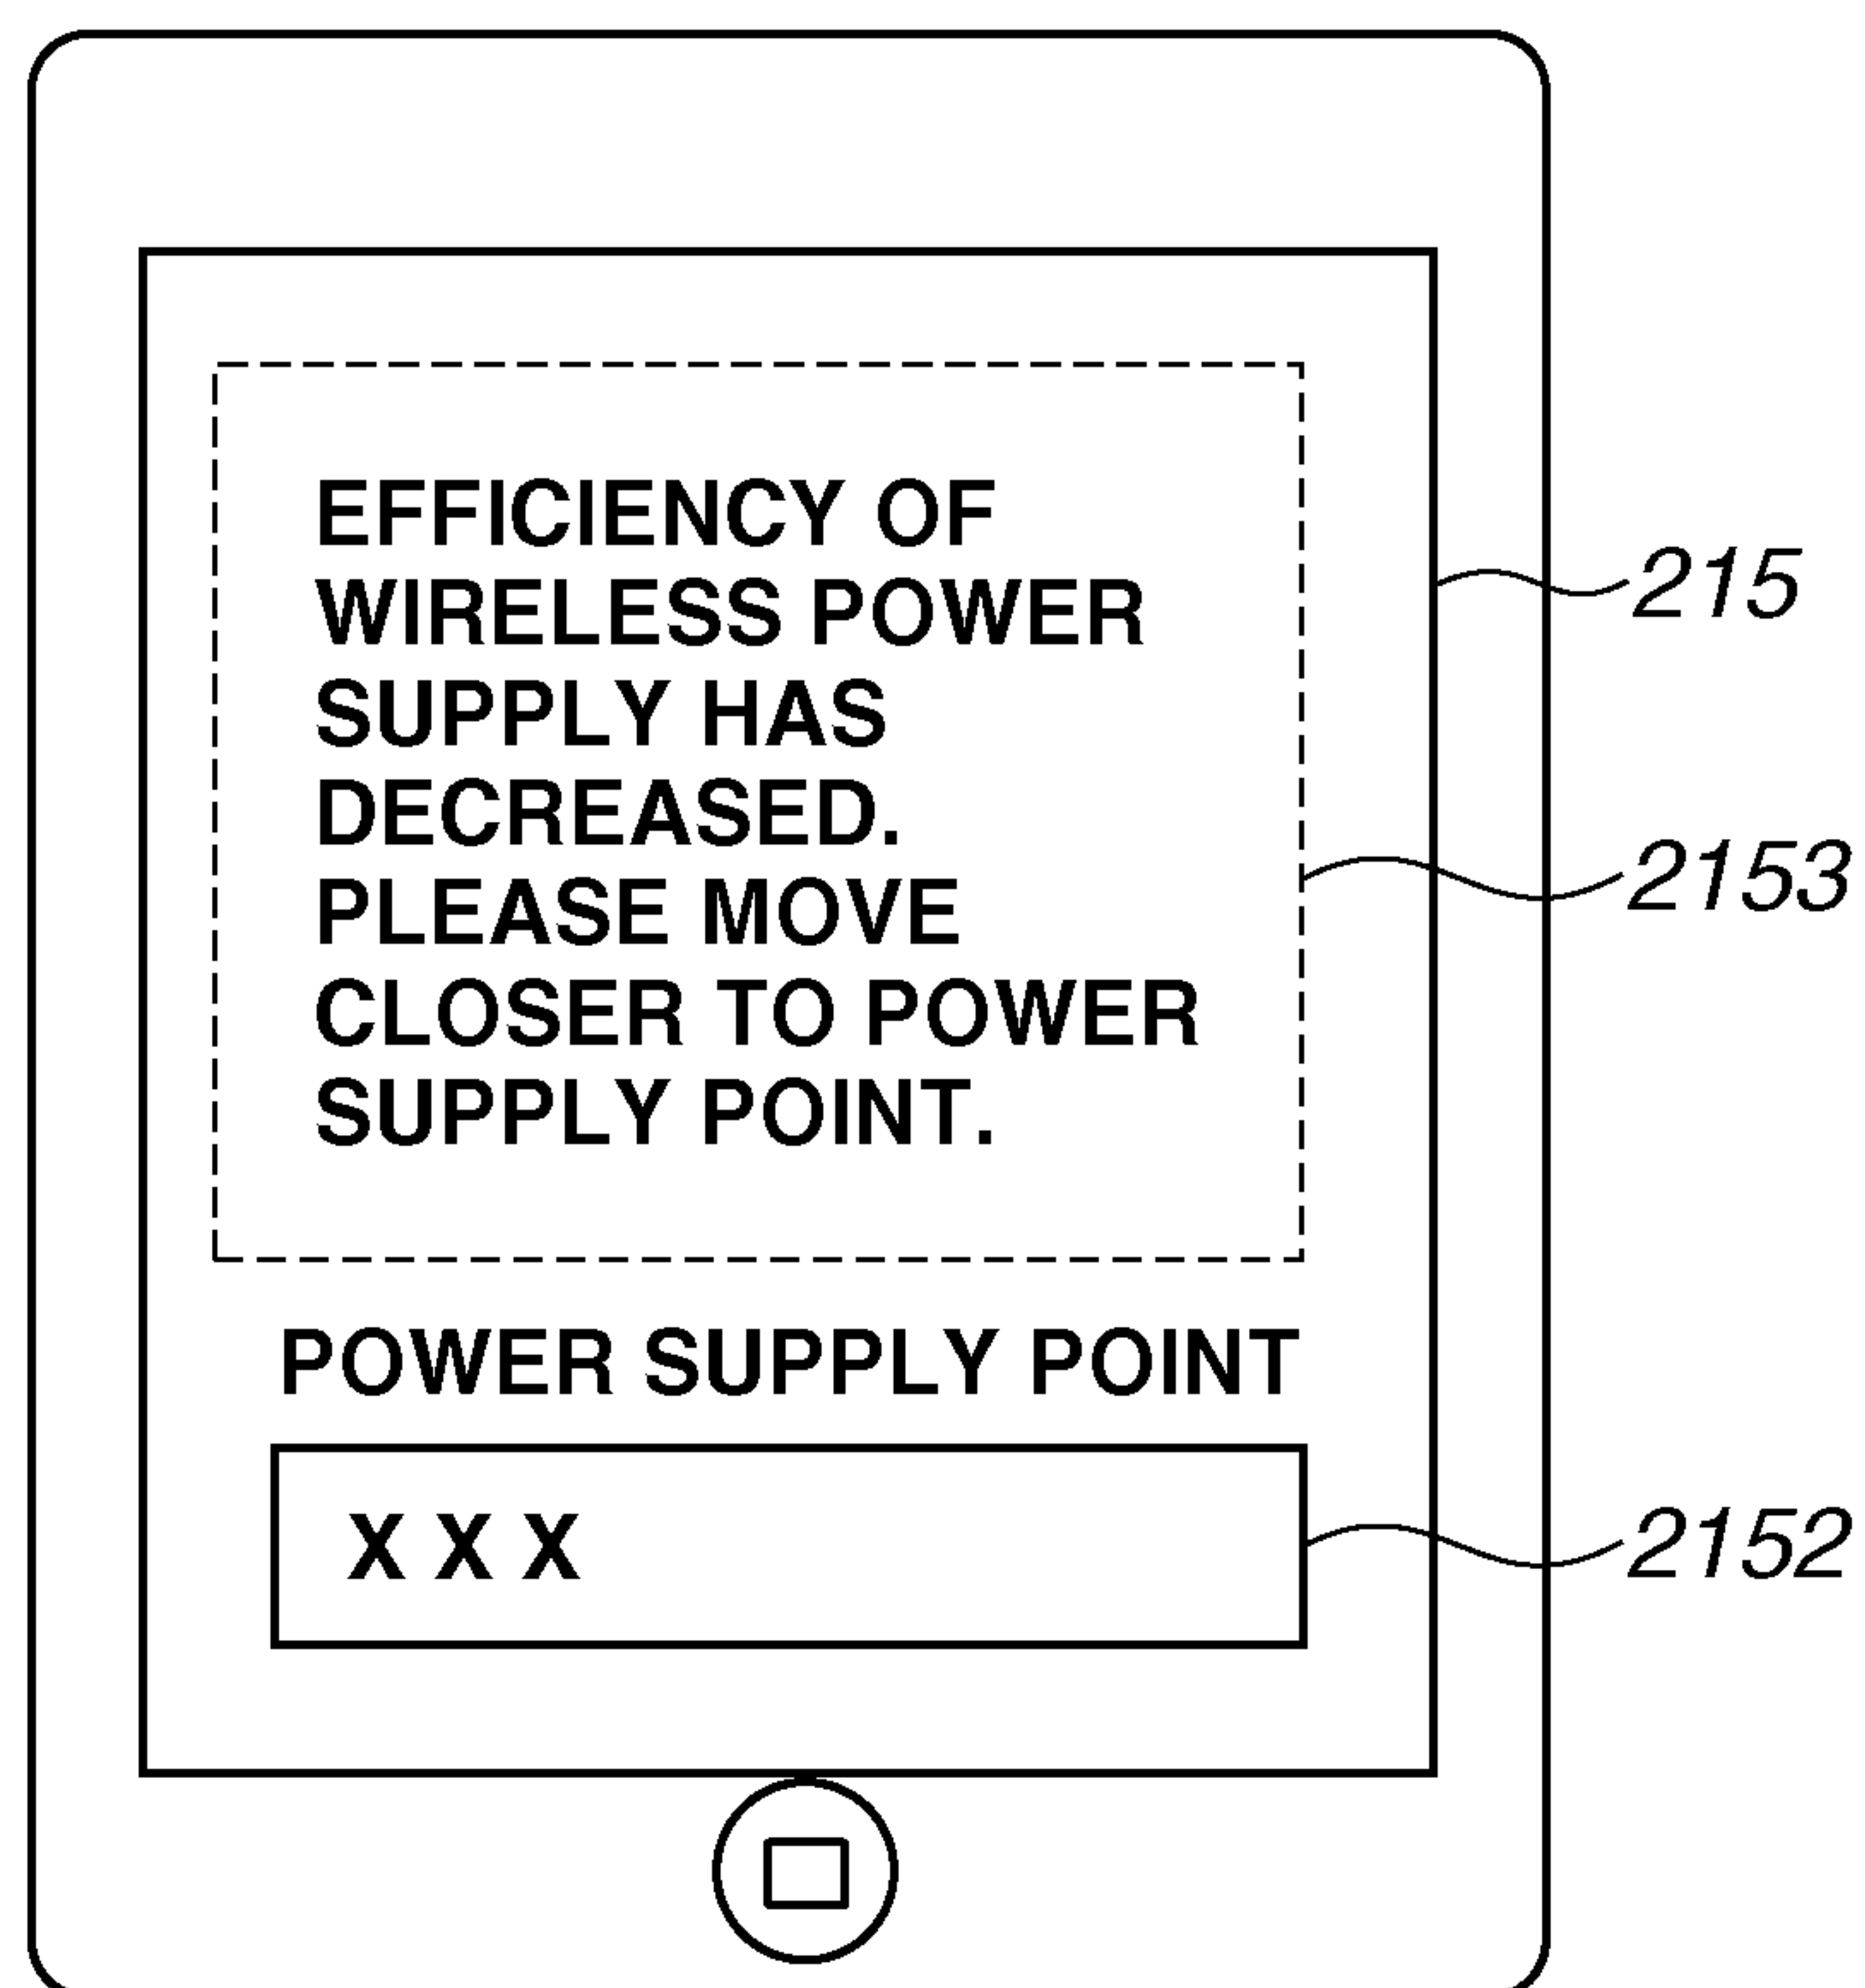 EFFICIENCY OF
WIRELESS POWER
SUPPLY HAS
DECREASED.
PLEASE MOVE
CLOSER TO POWER
SUPPLY POINT.
POWER SUPPLY POINT
X X X
215
2153
2152